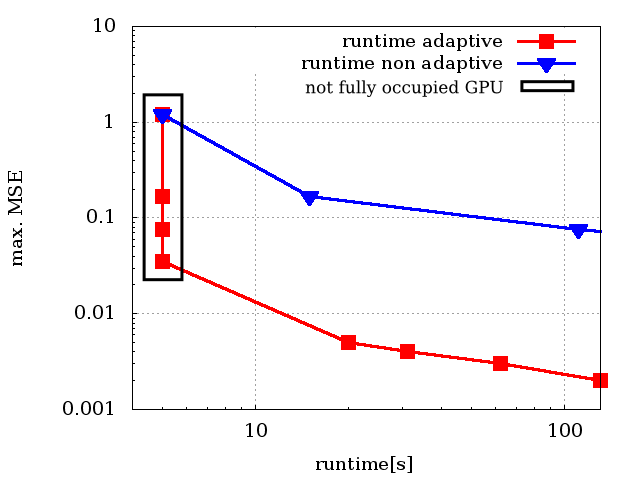 10
1
0.1
0.01
0.001
max. MSE
runtime adaptive
runtime non adaptive
not fully occupied GPU
10
100
runtime[s]